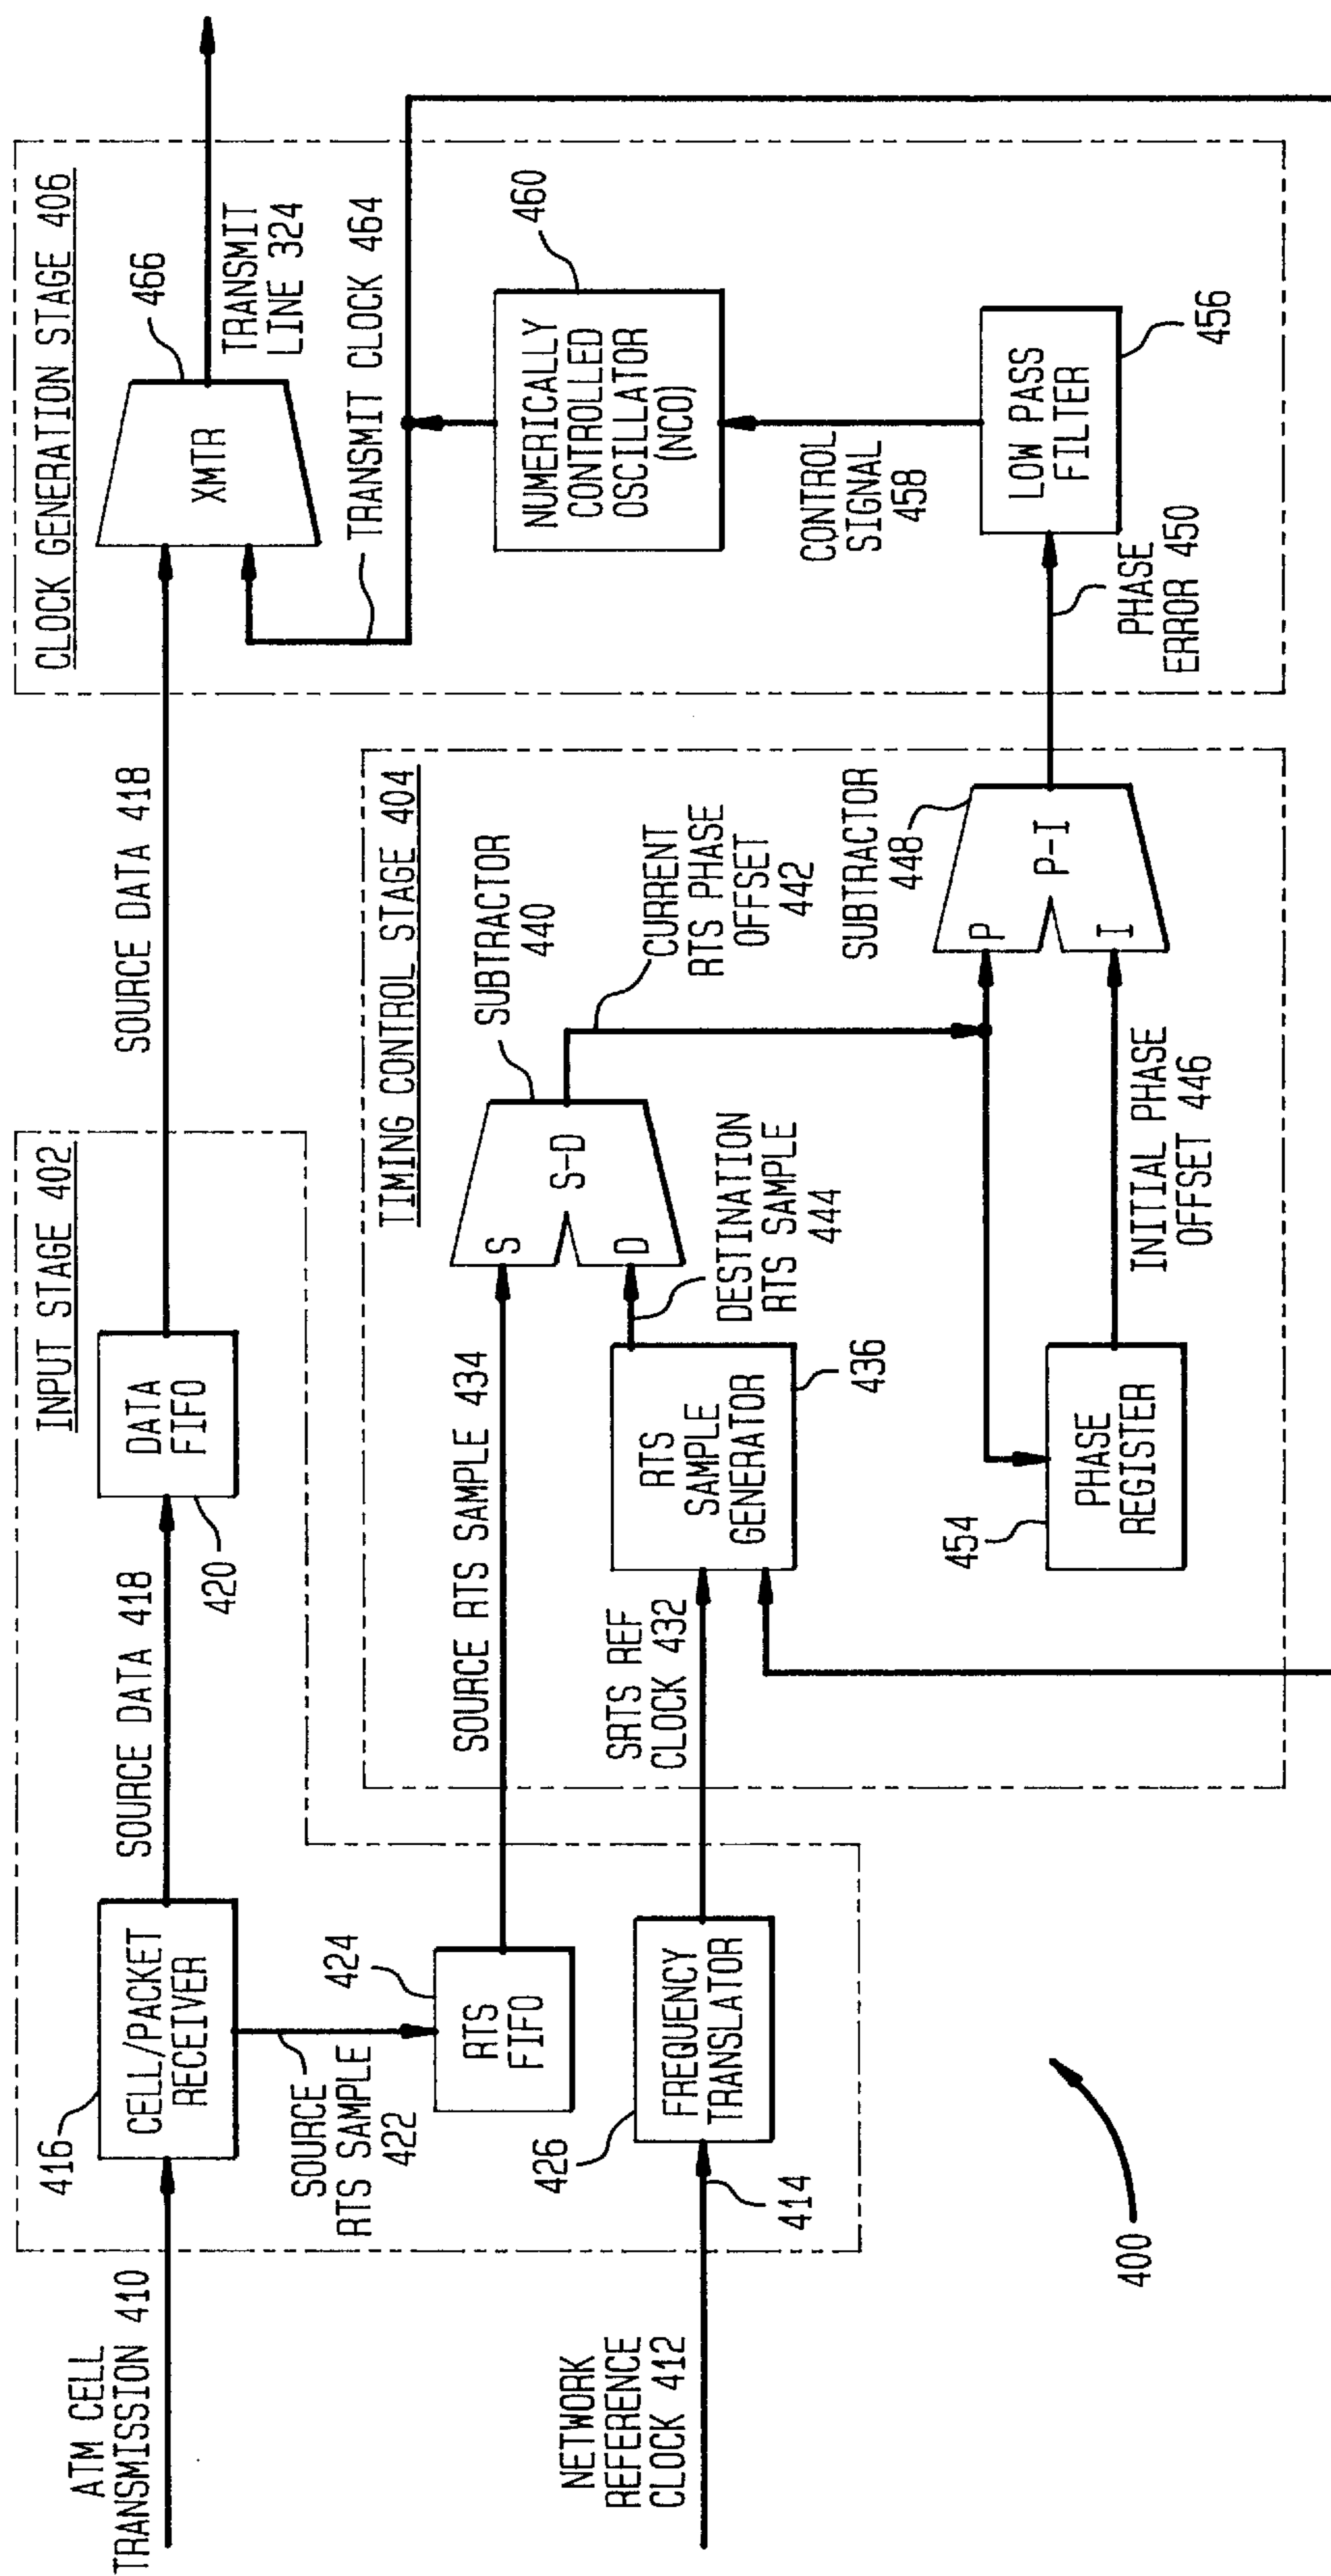 INPUT STAGE 402
ATM CELL
TRANSMISSION 410
416
CELL/PACKET
RECEIVER
SOURCE DATA 418
DATA
FIFO
420
SOURCE DATA 418
SOURCE
RTS SAMPLE
422
424
RTS
FIFO
NETWORK
REFERENCE
CLOCK 412
414
426
FREQUENCY
TRANSLATOR
TIMING CONTROL STAGE 404
SOURCE RTS SAMPLE 434
SRTS REF
CLOCK 432
RTS
SAMPLE
GENERATOR
436
DESTINATION
RTS SAMPLE
444
SUBTRACTOR
440
S
S-D
D
CURRENT
RTS PHASE
OFFSET
442
454
PHASE
REGISTER
INITIAL PHASE
OFFSET 446
SUBTRACTOR
448
P
P-I
I
CLOCK GENERATION STAGE 406
466
XMTR
TRANSMIT
LINE 324
TRANSMIT CLOCK 464
460
NUMERICALLY
CONTROLLED
OSCILLATOR
(NCO)
CONTROL
SIGNAL
458
LOW PASS
FILTER
456
PHASE
ERROR 450
400